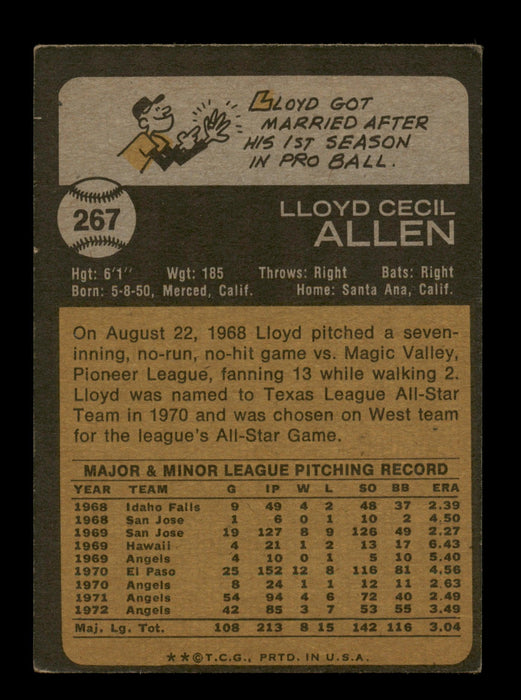 LLOYD GOT
MARRIED AFTER
HIS 1ST SEASON
IN PRO BALL.
267
LLOYD CECIL
ALLEN
Hgt: 6'1" Wgt: 185 Throws: Right Bats: Right
Born: 5-8-50, Merced, Calif. Home: Santa Ana, Calif.
On August 22, 1968 Lloyd pitched a seven-
inning, no-run, no-hit game vs. Magic Valley,
Pioneer League, fanning 13 while walking 2.
Lloyd was named to Texas League All-Star
Team in 1970 and was chosen on West team
for the league's All-Star Game.
MAJOR & MINOR LEAGUE PITCHING RECORD
YEAR TEAM G IP W L SO BB ERA
1968 Idaho Falls 9 49 4 2 48 37 2.39
1968 San Jose 1 6 0 1 10 2 4.50
1969 San Jose 19 127 8 9 126 49 2.27
1969 Hawaii 4 21 1 2 13 17 6.43
1969 Angels 4 10 0 1 5 10 5.40
1970 El Paso 25 152 12 8 116 81 4.56
1970 Angels 8 24 1 1 12 11 2.63
1971 Angels 54 94 4 6 72 40 2.49
1972 Angels 42 85 3 7 53 55 3.49
Maj. Lg. Tot. 108 213 8 15 142 116 3.04
**©T.C.G., PRTD. IN U.S.A.